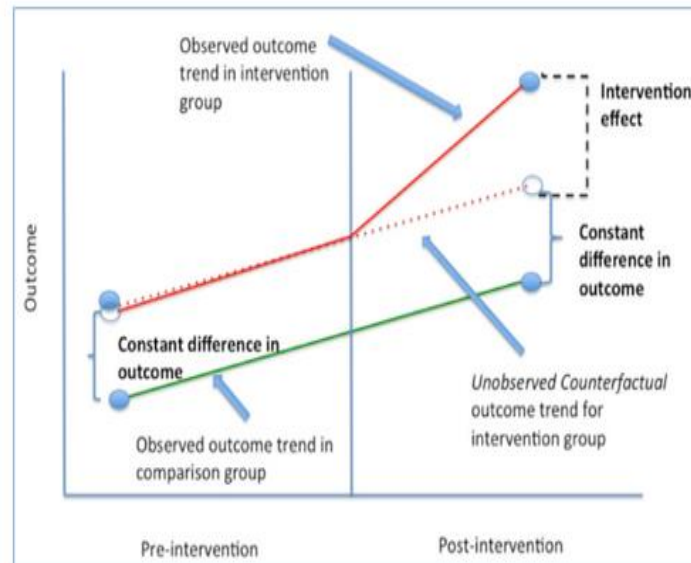 Observed outcome
trend in intervention
group
Intervention
effect
Outcome
Constant
difference in
outcome
Constant difference in
outcome
Unobserved Counterfactual
outcome trend for
intervention group
Observed outcome trend in
comparison group
Pre-intervention
Post-intervention